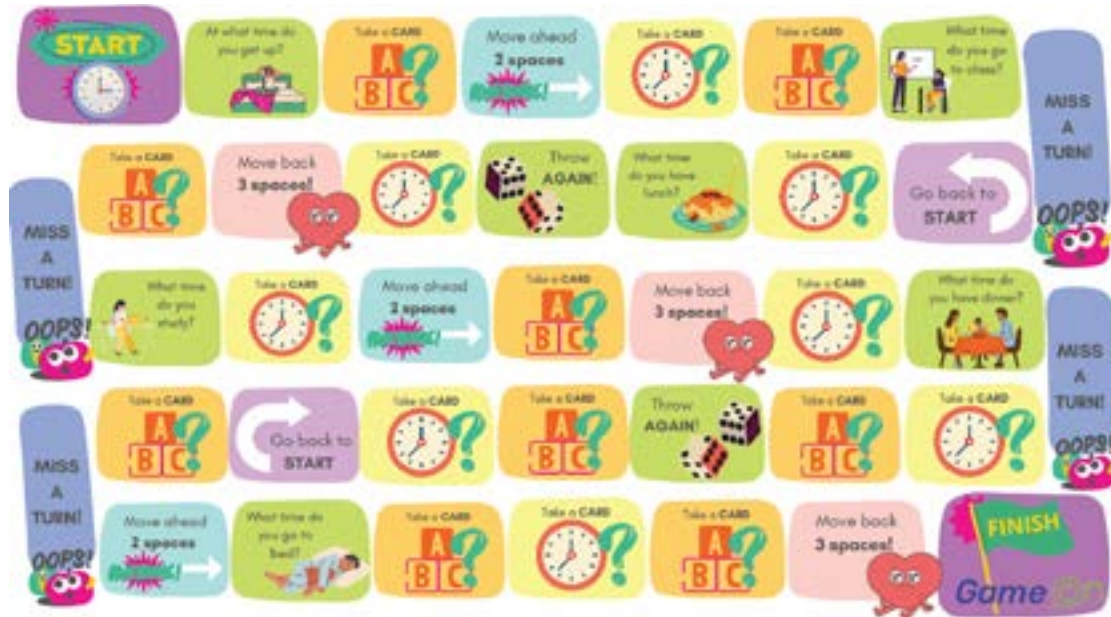 START
At what time do
you get up?
Take a CARD
A
B C ?
Move ahead
2 spaces
Take a CARD
?
Take a CARD
A
B C ?
What time
do you go
to class?
MISS
A
TURN!
OOPS!
Take a CARD
A
B C ?
Move back
3 spaces!
Take a CARD
?
Throw
AGAIN!
What time
do you have
lunch?
Take a CARD
?
Go back to
START
MISS
A
TURN!
OOPS!
What time
do you
study?
Take a CARD
?
Move ahead
2 spaces
Take a CARD
A
B C ?
Move back
3 spaces!
Take a CARD
?
What time do
you have dinner?
MISS
A
TURN!
OOPS!
Take a CARD
A
B C ?
Go back to
START
Take a CARD
?
Take a CARD
A
B C ?
Throw
AGAIN!
Take a CARD
A
B C ?
Take a CARD
?
MISS
A
TURN!
OOPS!
Move ahead
2 spaces
What time do
you go to
bed?
Take a CARD
A
B C ?
Take a CARD
?
Take a CARD
A
B C ?
Move back
3 spaces!
FINISH
Game On